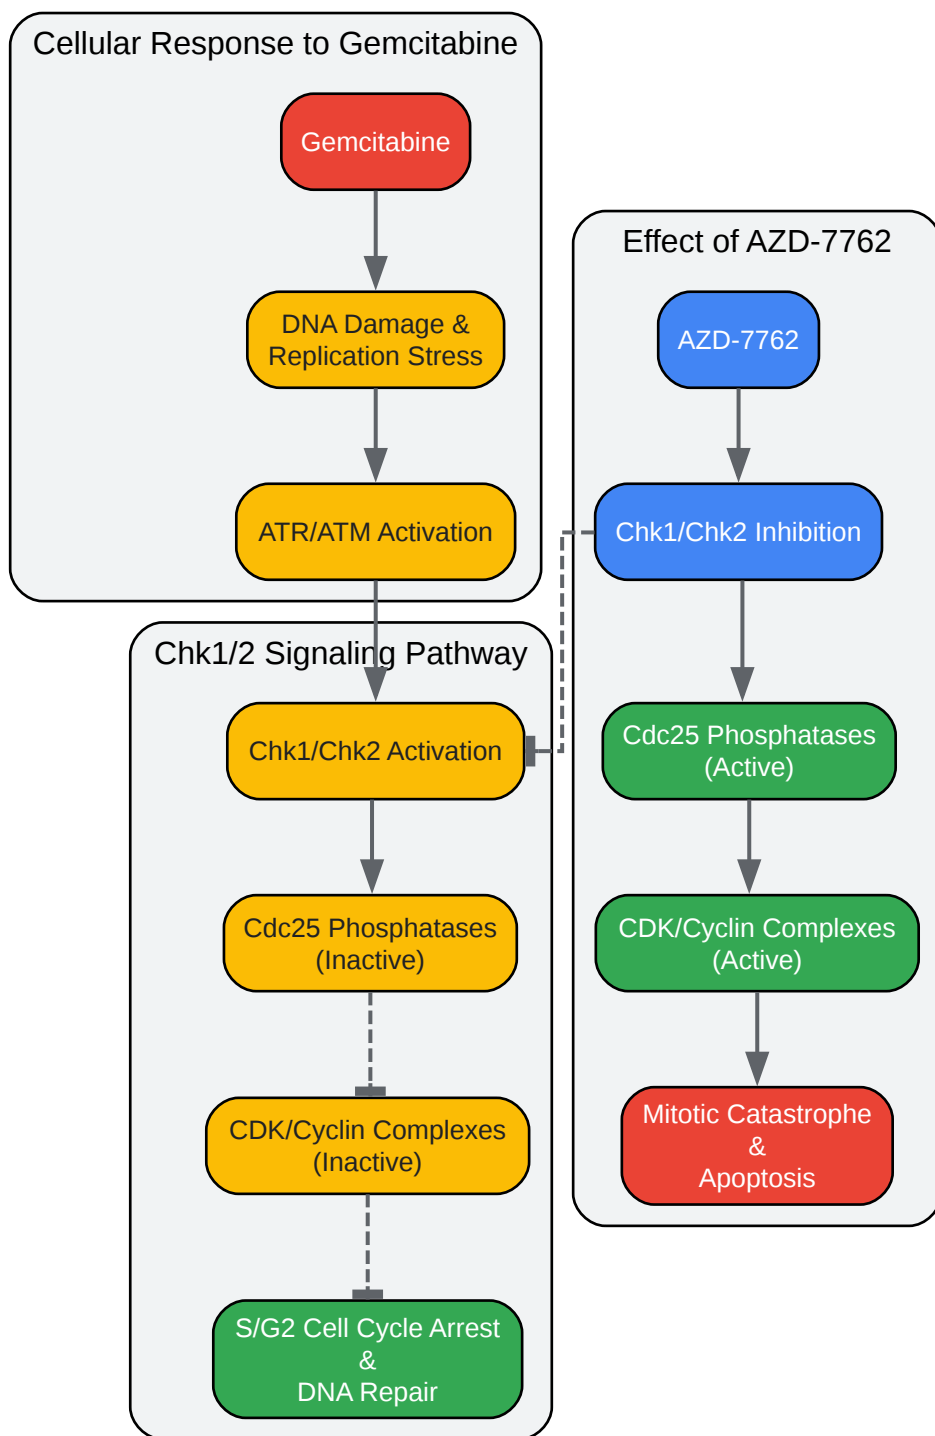 Cellular Response to Gemcitabine
Gemcitabine
DNA Damage &
Replication Stress
ATR/ATM Activation
Chk1/2 Signaling Pathway
Chk1/Chk2 Activation
Cdc25 Phosphatases
(Inactive)
CDK/Cyclin Complexes
(Inactive)
S/G2 Cell Cycle Arrest
&
DNA Repair
Effect of AZD-7762
AZD-7762
Chk1/Chk2 Inhibition
Cdc25 Phosphatases
(Active)
CDK/Cyclin Complexes
(Active)
Mitotic Catastrophe
&
Apoptosis